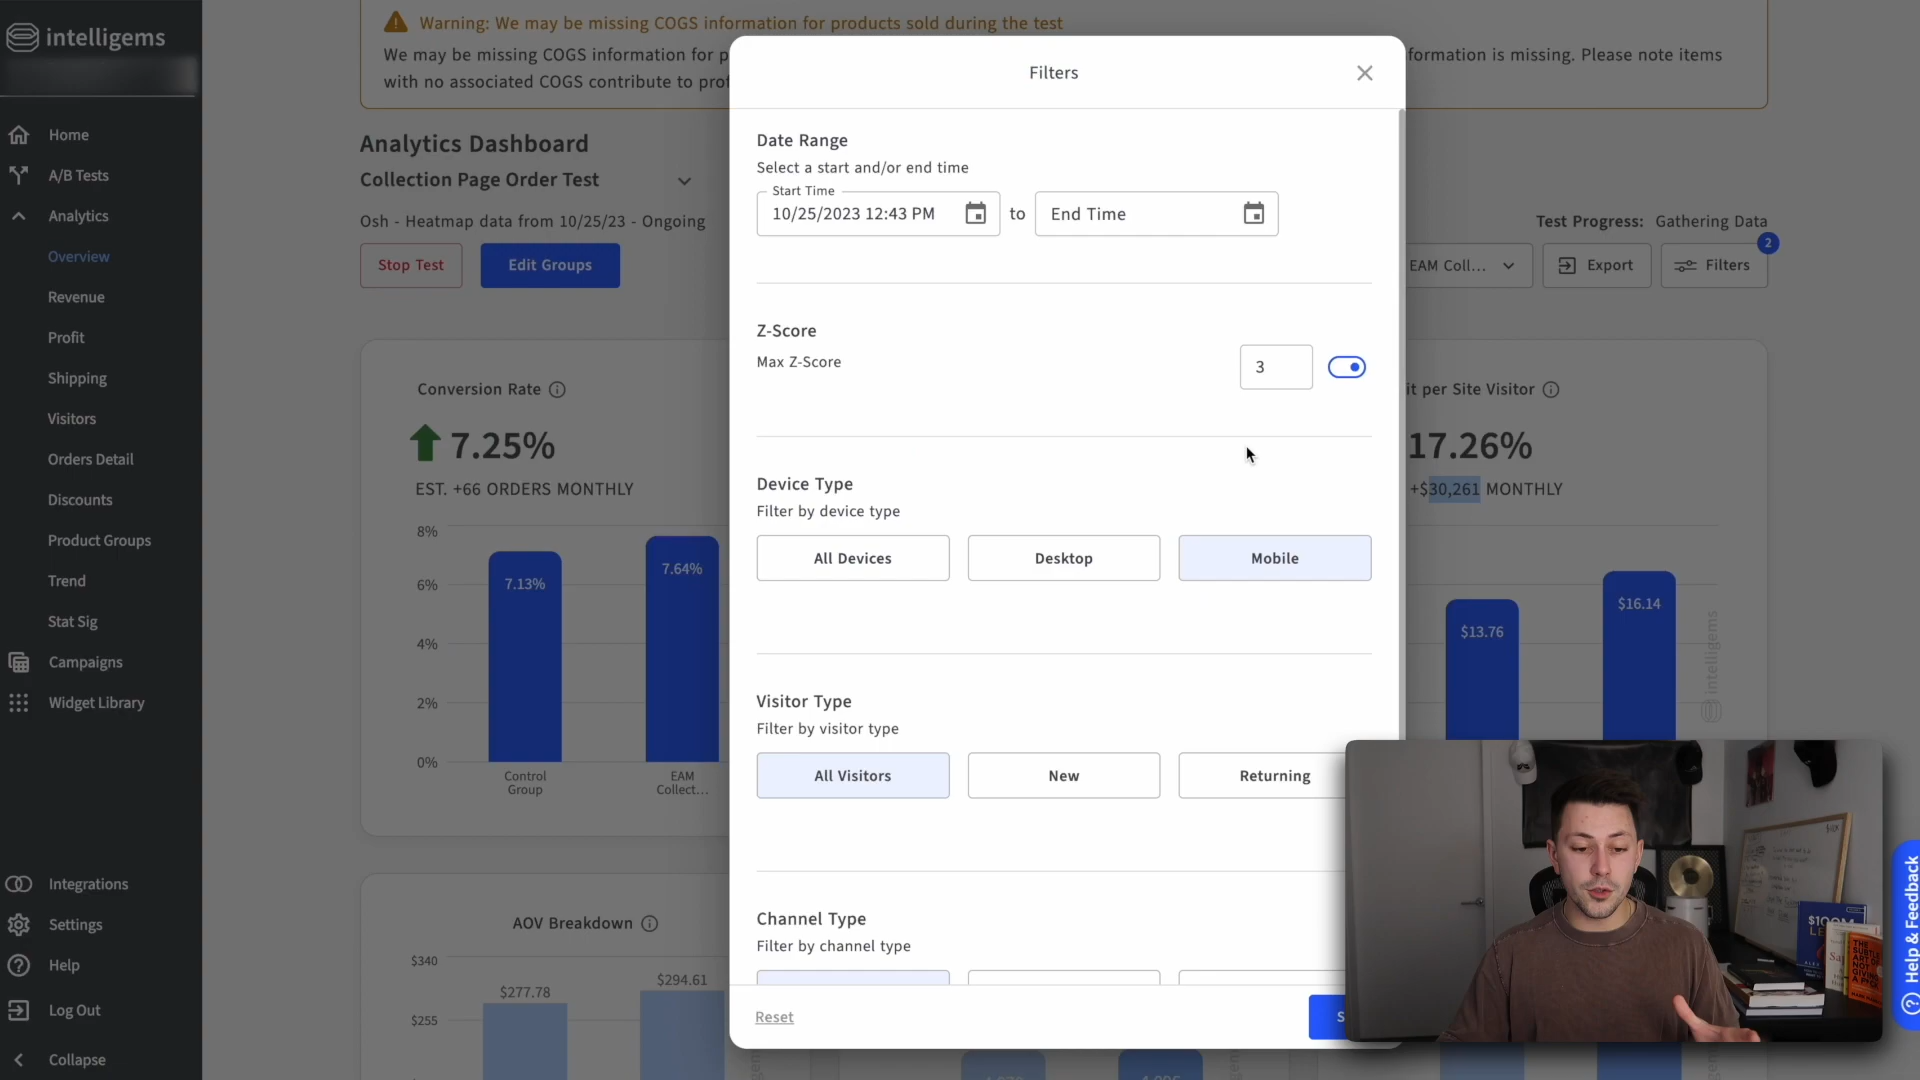 intelligems
Home
A/B Tests
Analytics
Overview
Revenue
Profit
Shipping
Visitors
Orders Detail
Discounts
Product Groups
Trend
Stat Sig
Campaigns
Widget Library
Integrations
Settings
Help
Log Out
Collapse
Warning: We may be missing COGS information for products sold during the test
We may be missing COGS information for p
formation is missing. Please note items
with no associated COGS contribute to prof
Analytics Dashboard
Collection Page Order Test
Osh - Heatmap data from 10/25/23 - Ongoing
Stop Test
Edit Groups
Test Progress: Gathering Data
EAM Coll...
Export
Filters
2
Conversion Rate
7.25%
EST. +66 ORDERS MONTHLY
8%
6%
4%
2%
0%
7.13%
7.64%
Control
Group
EAM
Collect...
AOV Breakdown
$340
$255
$277.78
$294.61
Filters
Date Range
Select a start and/or end time
Start Time
10/25/2023 12:43 PM
to
End Time
Z-Score
Max Z-Score
3
Device Type
Filter by device type
All Devices
Desktop
Mobile
Visitor Type
Filter by visitor type
All Visitors
New
Returning
Channel Type
Filter by channel type
Reset
S
it per Site Visitor
17.26%
+$30,261 MONTHLY
$13.76
$16.14
intelligems
$100M
Help & Feedback